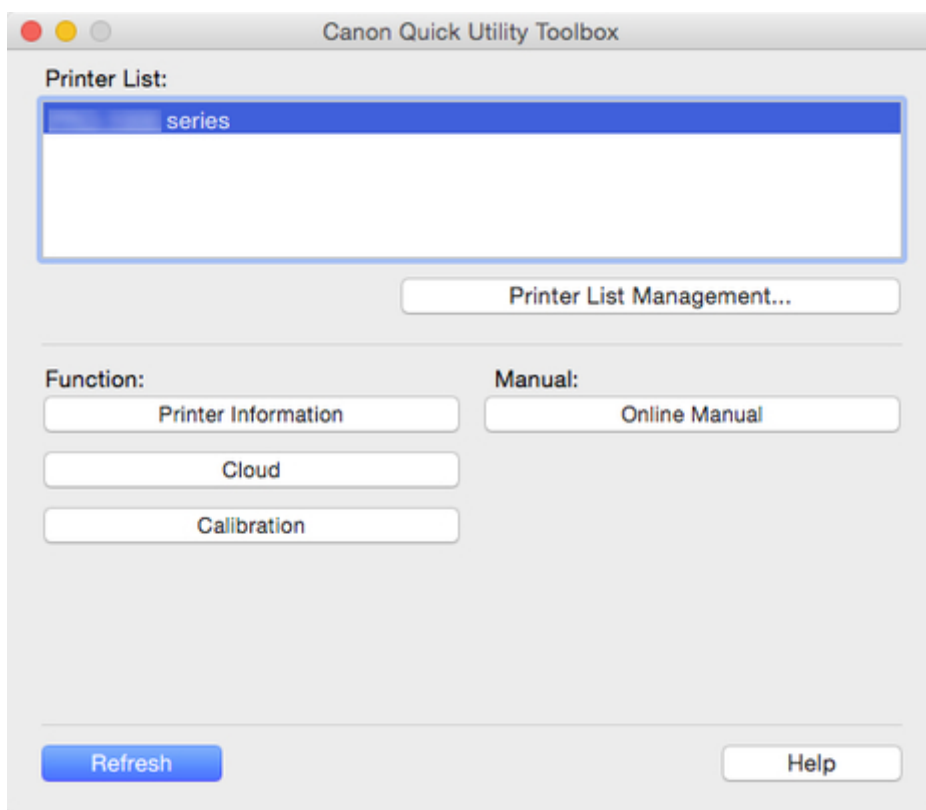 Canon Quick Utility Toolbox
Printer List:
series
Printer List Management...
Function:
Manual:
Printer Information
Online Manual
Cloud
Calibration
Refresh
Help